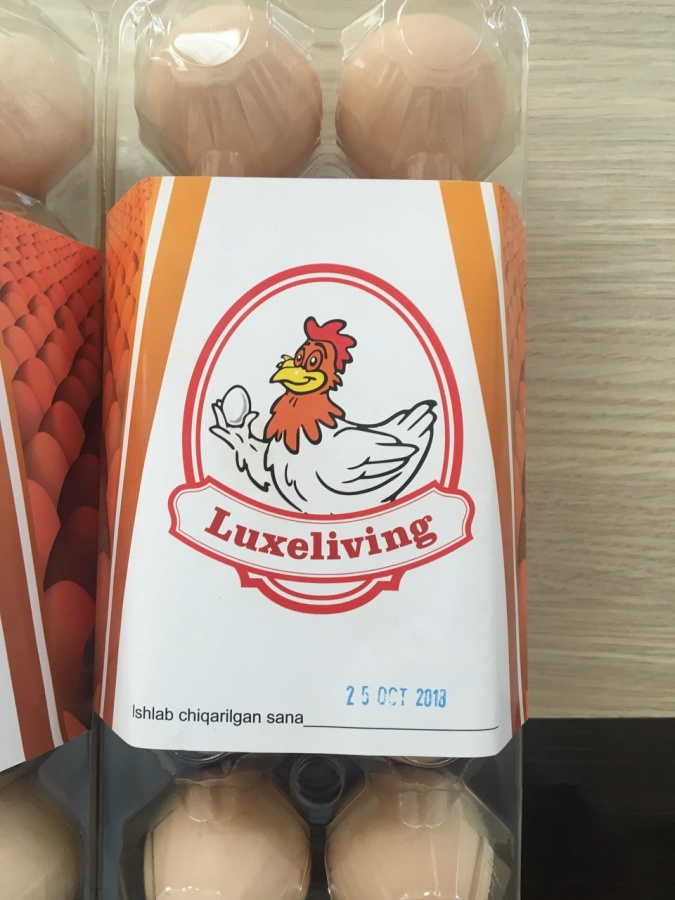 Luxeliving
25 OCT 2018
Ishlab chiqarilgan sana